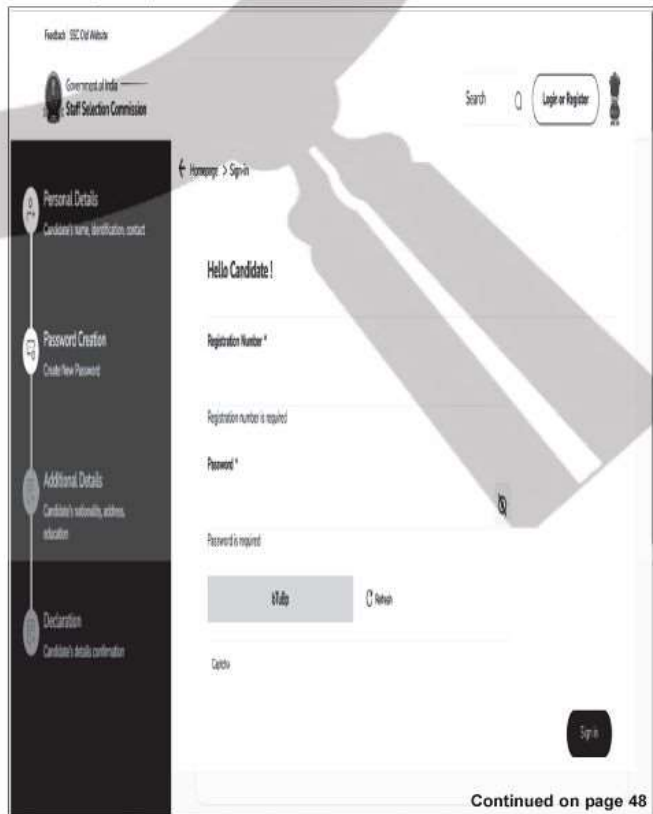 Feedback SSC Old Website
Government of India
Staff Selection Commission
Search
Login or Register
Homepage > Sign-in
Personal Details
Candidate's name, identification, contact
Hello Candidate !
Password Creation
Create New Password
Registration Number *
Registration number is required
Password *
Additional Details
Candidate's nationality, address,
education
Password is required
Refresh
Declaration
Candidate's details confirmation
Captcha
Sign in
Continued on page 48